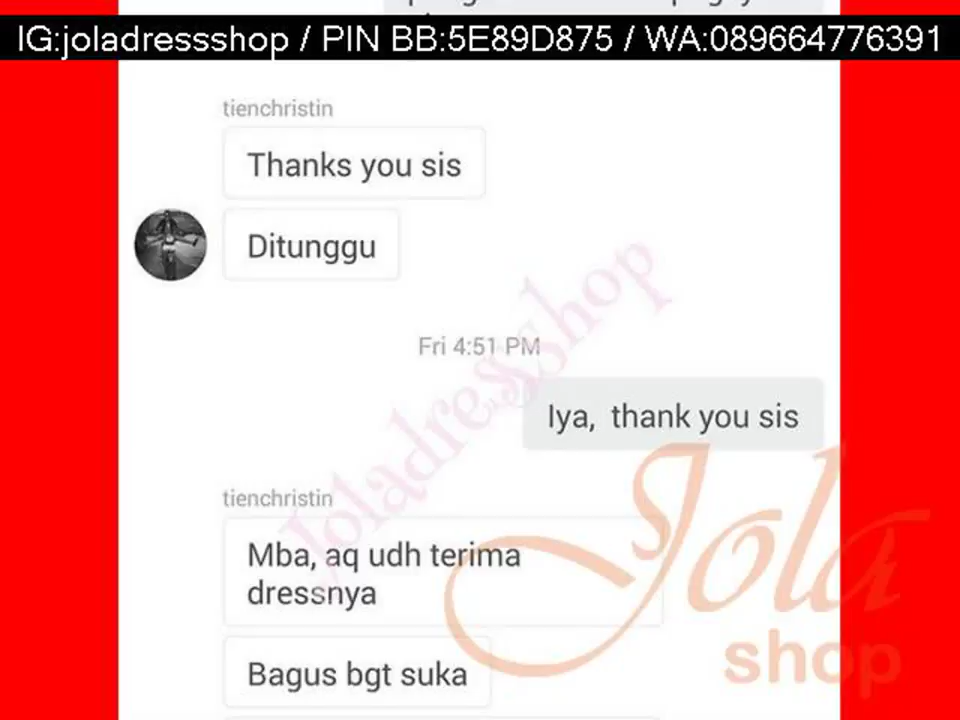 IG:joladressshop / PIN BB:5E89D875 / WA:089664776391
tienchristin
Thanks you sis
Ditunggu
Fri 4:51 PM
Iya, thank you sis
Joladressshop
tienchristin
Mba, aq udh terima
dressnya
Bagus bgt suka
Jola
shop